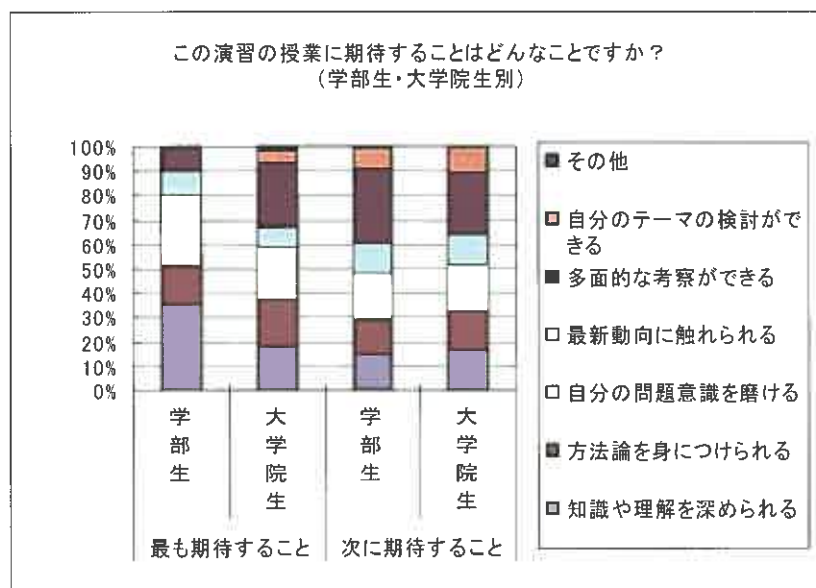 この演習の授業に期待することはどんなことですか？
（学部生・大学院生別）
100%
90%
80%
70%
60%
50%
40%
30%
20%
10%
0%
学部生
大学院生
学部生
大学院生
最も期待すること
次に期待すること
その他
自分のテーマの検討ができる
多面的な考察ができる
最新動向に触れられる
自分の問題意識を磨ける
方法論を身につけられる
知識や理解を深められる